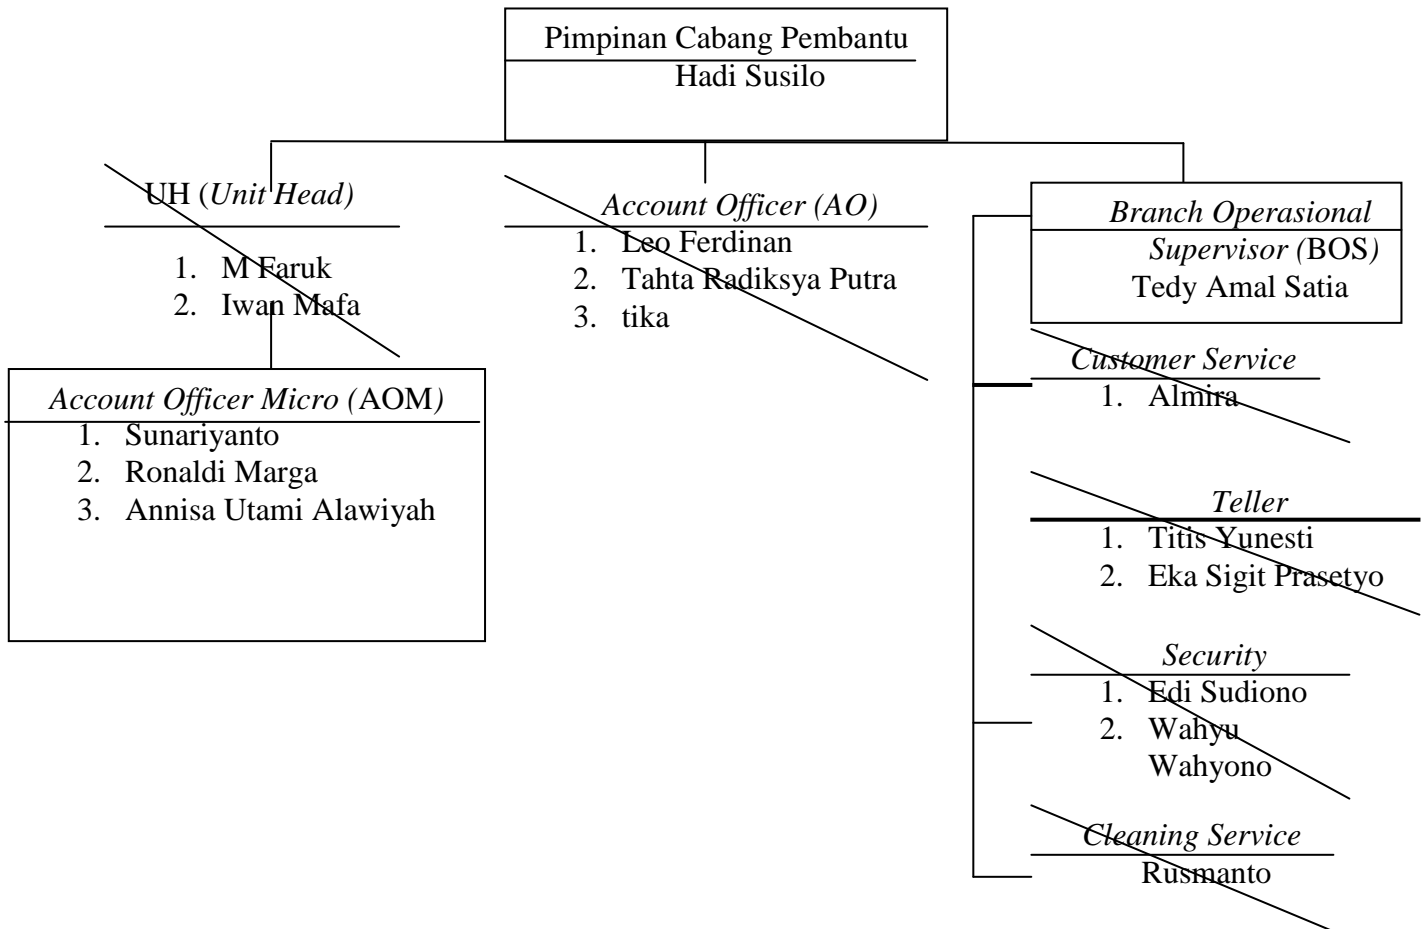 Pimpinan Cabang Pembantu
Hadi Susilo
UH (Unit Head)
1. M Faruk
2. Iwan Mafa
Account Officer Micro (AOM)
1. Sunariyanto
2. Ronaldi Marga
3. Annisa Utami Alawiyah
Account Officer (AO)
1. Leo Ferdinan
2. Tahta Radiksya Putra
3. tika
Branch Operasional
Supervisor (BOS)
Tedy Amal Satia
Customer Service
1. Almira
Teller
1. Titis Yunesti
2. Eka Sigit Prasetyo
Security
1. Edi Sudiono
2. Wahyu
Wahyono
Cleaning Service
Rusmanto